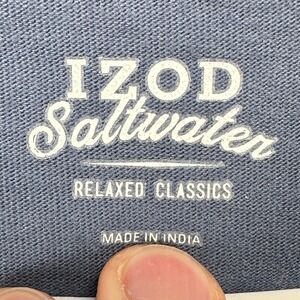 IZOD
Saltwater
RELAXED CLASSICS
MADE IN INDIA